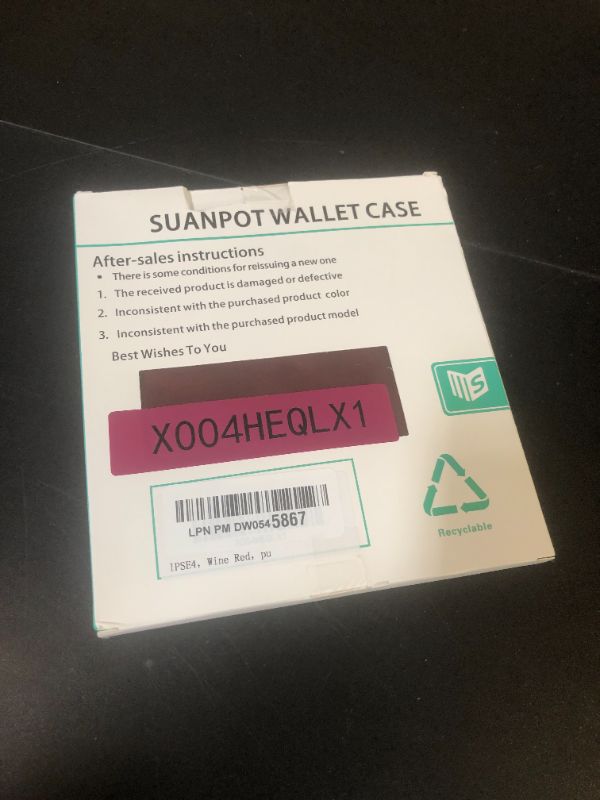 SUANPOT WALLET CASE
After-sales instructions
• There is some conditions for reissuing a new one
1. The received product is damaged or defective
2. Inconsistent with the purchased product color
3. Inconsistent with the purchased product model
Best Wishes To You
X004HEQLX1
LPN PM DW0545867
IPSE4, Wine Red, pu
Recyclable